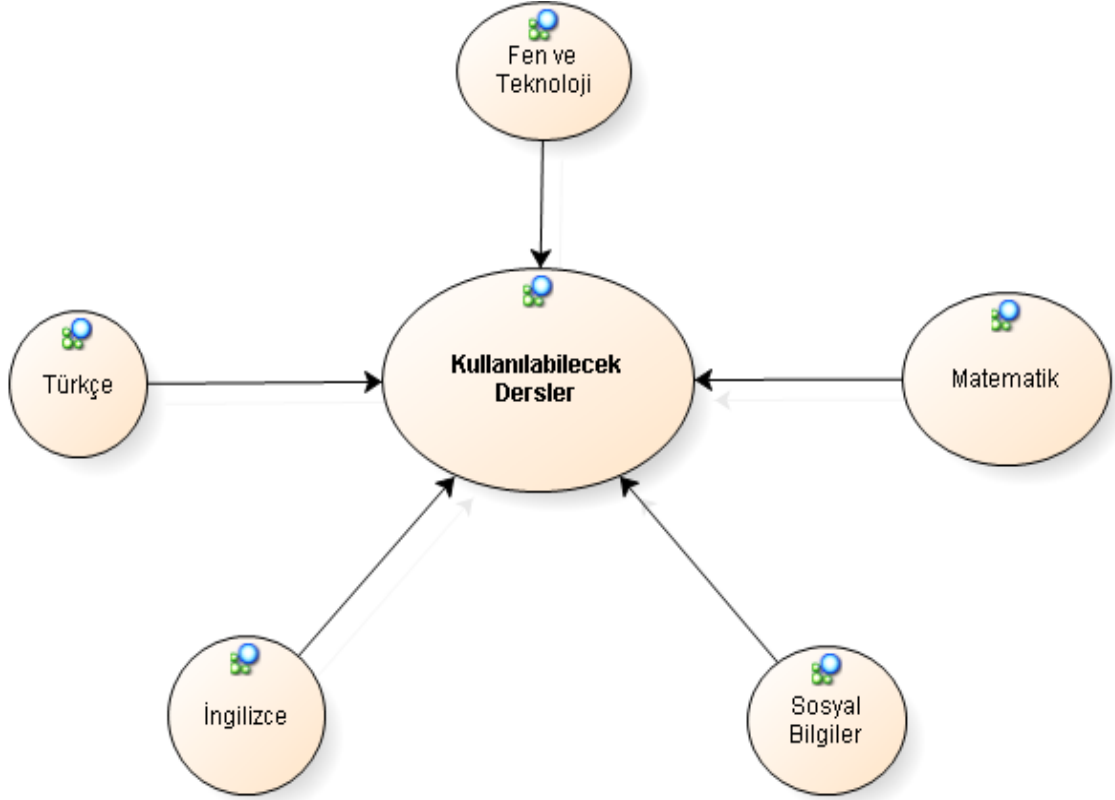 Fen ve
Teknoloji
Türkçe
Kullanılabilecek
Dersler
Matematik
İngilizce
Sosyal
Bilgiler